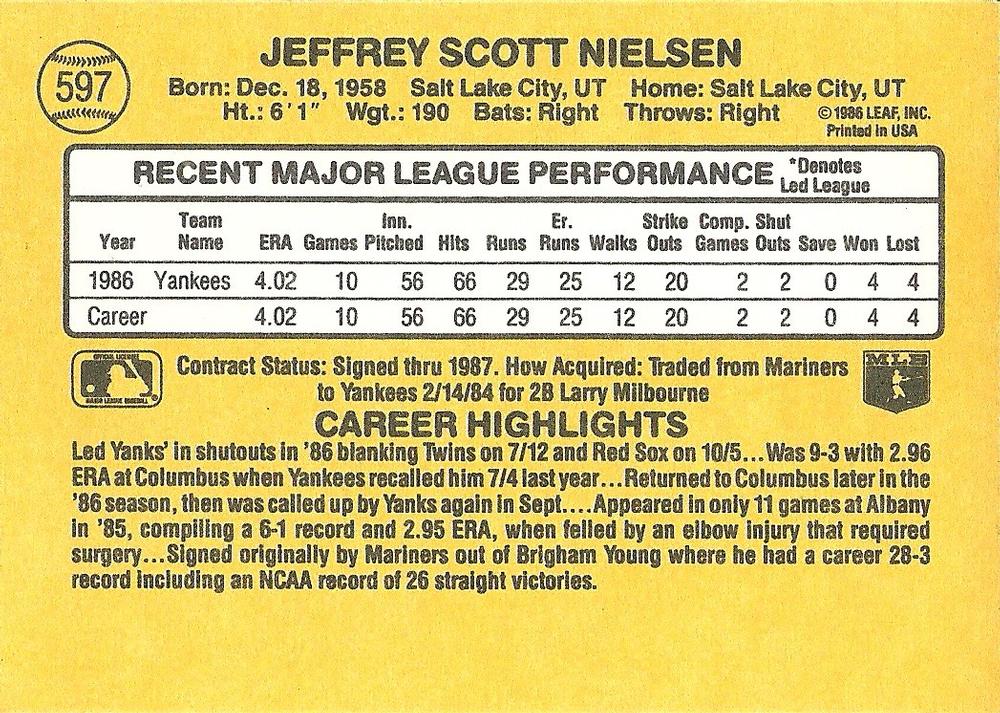 597
JEFFREY SCOTT NIELSEN
Born: Dec. 18, 1958 Salt Lake City, UT Home: Salt Lake City, UT
Ht.: 6' 1" Wgt.: 190 Bats: Right Throws: Right ©1986 LEAF, INC.
Printed in USA
RECENT MAJOR LEAGUE PERFORMANCE *Denotes
Led League
Team Inn. Er. Strike Comp. Shut
Year Name ERA Games Pitched Hits Runs Runs Walks Outs Games Outs Save Won Lost
1986 Yankees 4.02 10 56 66 29 25 12 20 2 2 0 4 4
Career 4.02 10 56 66 29 25 12 20 2 2 0 4 4
OFFICIAL LICENSEE
MAJOR LEAGUE BASEBALL
MLB
Contract Status: Signed thru 1987. How Acquired: Traded from Mariners
to Yankees 2/14/84 for 2B Larry Milbourne
CAREER HIGHLIGHTS
Led Yanks' in shutouts in '86 blanking Twins on 7/12 and Red Sox on 10/5...Was 9-3 with 2.96
ERA at Columbus when Yankees recalled him 7/4 last year...Returned to Columbus later in the
'86 season, then was called up by Yanks again in Sept....Appeared in only 11 games at Albany
in '85, compiling a 6-1 record and 2.95 ERA, when felled by an elbow injury that required
surgery...Signed originally by Mariners out of Brigham Young where he had a career 28-3
record including an NCAA record of 26 straight victories.